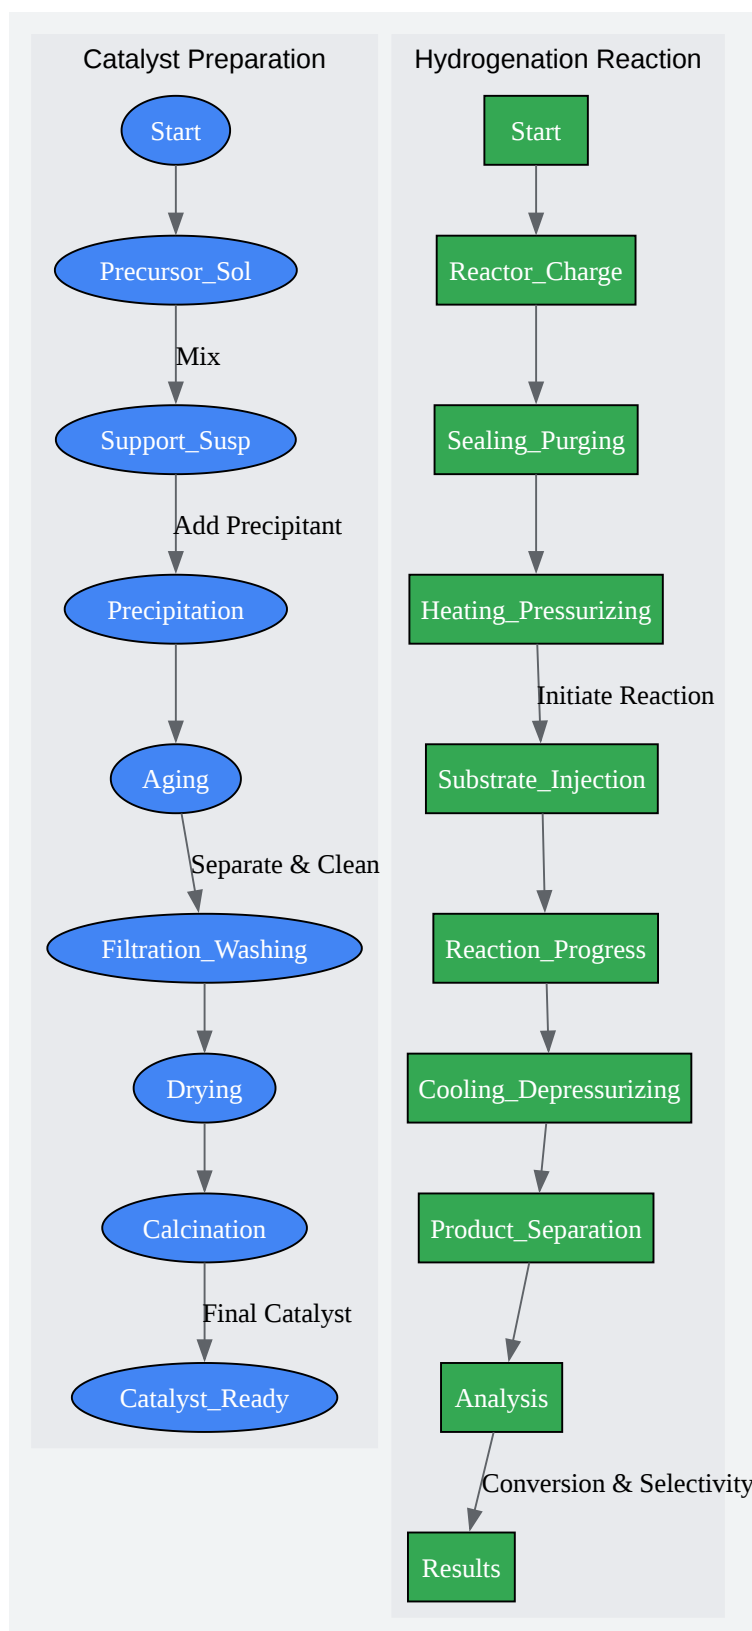 Catalyst Preparation
Start
Precursor_Sol
Mix
Support_Susp
Add Precipitant
Precipitation
Aging
Separate & Clean
Filtration_Washing
Drying
Calcination
Final Catalyst
Catalyst_Ready
Hydrogenation Reaction
Start
Reactor_Charge
Sealing_Purging
Heating_Pressurizing
Initiate Reaction
Substrate_Injection
Reaction_Progress
Cooling_Depressurizing
Product_Separation
Analysis
Conversion & Selectivity
Results